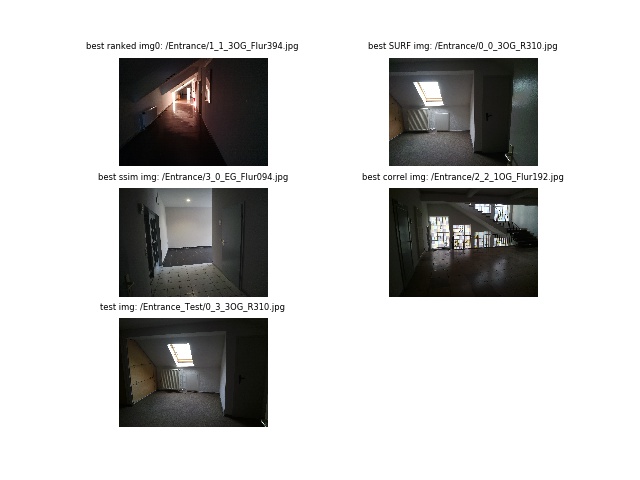 best ranked img0: /Entrance/1_1_3OG_Flur394.jpg
best SURF img: /Entrance/0_0_3OG_R310.jpg
best ssim img: /Entrance/3_0_EG_Flur094.jpg
best correl img: /Entrance/2_2_1OG_Flur192.jpg
test img: /Entrance_Test/0_3_3OG_R310.jpg